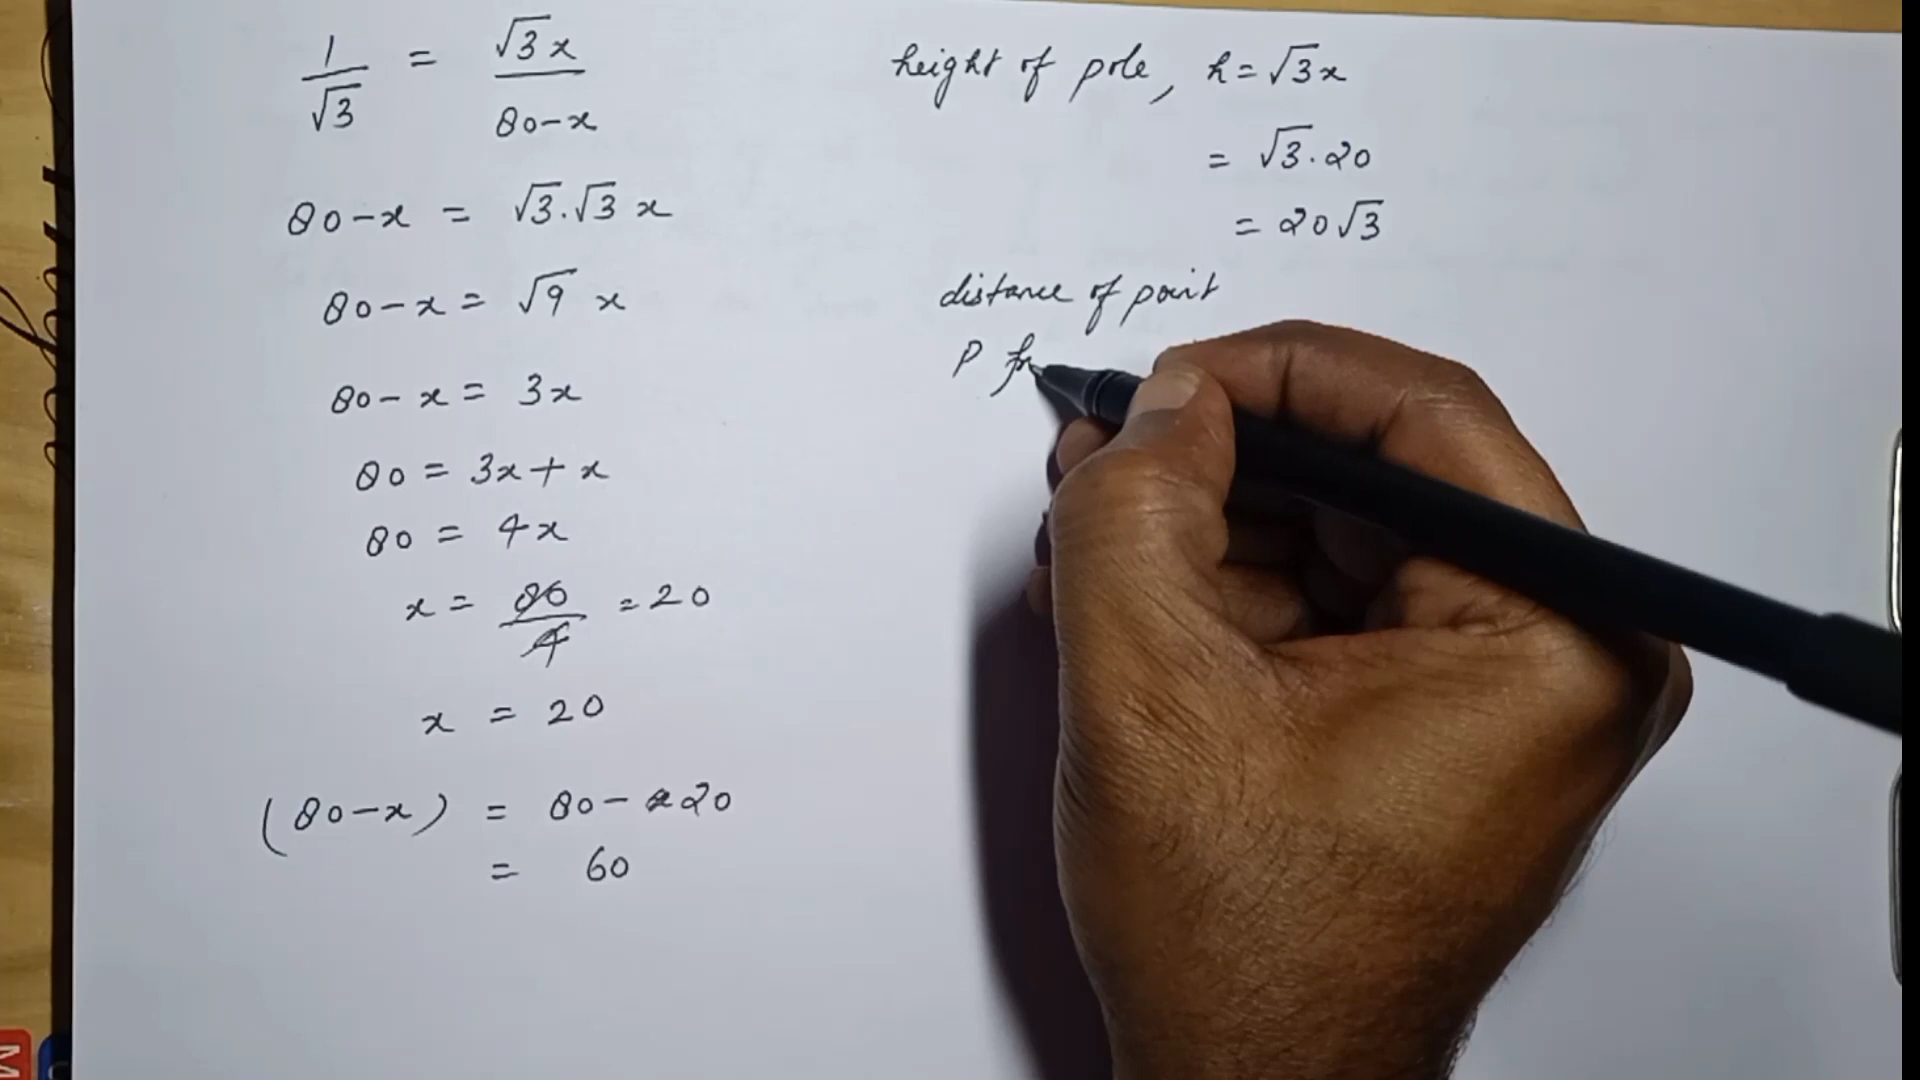 1/√3 = √3x/80-x
80-x = √3.√3 x
80-x = √9 x
80-x = 3x
80 = 3x+x
80 = 4x
x = 80/4 = 20
x = 20
(80-x) = 80-20
= 60
height of pole, h=√3x
= √3.20
= 20√3
distance of point
P
M